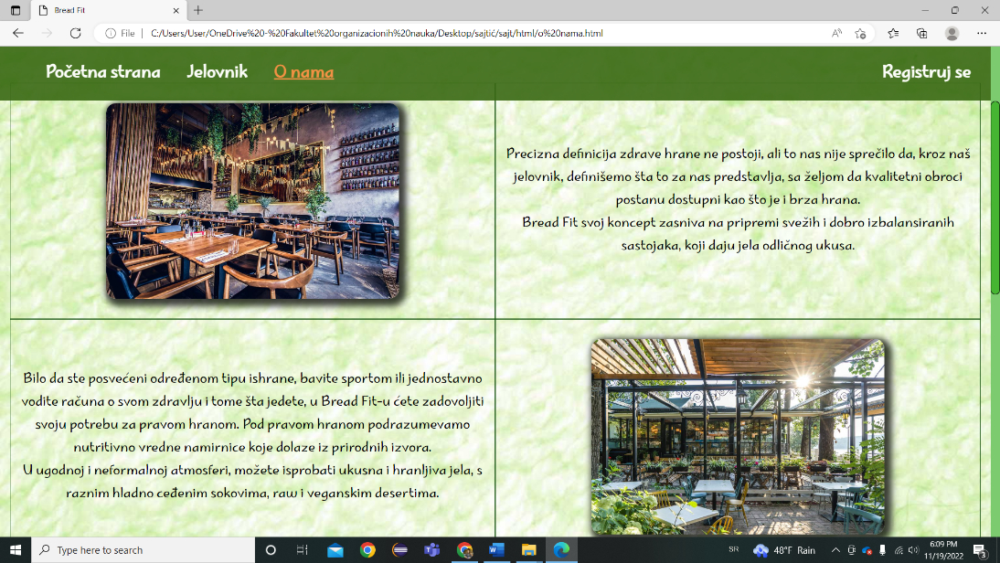 Bread Fit
File
C:/Users/User/OneDrive%20-%20Fakultet%20organizacionih%20nauka/Desktop/sajtić/sajt/html/o%20nama.html
Početna strana Jelovnik O nama Registruj se
Precizna definicija zdrave hrane ne postoji, ali to nas nije sprečilo da, kroz naš
jelovnik, definišemo šta to za nas predstavlja, sa željom da kvalitetni obroci
postanu dostupni kao što je i brza hrana.
Bread Fit svoj koncept zasniva na pripremi svežih i dobro izbalansiranih
sastojaka, koji daju jela odličnog ukusa.
Bilo da ste posvećeni određenom tipu ishrane, bavite sportom ili jednostavno
vodite računa o svom zdravlju i tome šta jedete, u Bread Fit-u ćete zadovoljiti
svoju potrebu za pravom hranom. Pod pravom hranom podrazumevamo
nutritivno vredne namirnice koje dolaze iz prirodnih izvora.
U ugodnoj i neformalnoj atmosferi, možete isprobati ukusna i hranljiva jela, s
raznim hladno ceđenim sokovima, raw i veganskim desertima.
Type here to search
SR
48°F Rain
6:09 PM
11/19/2022
3